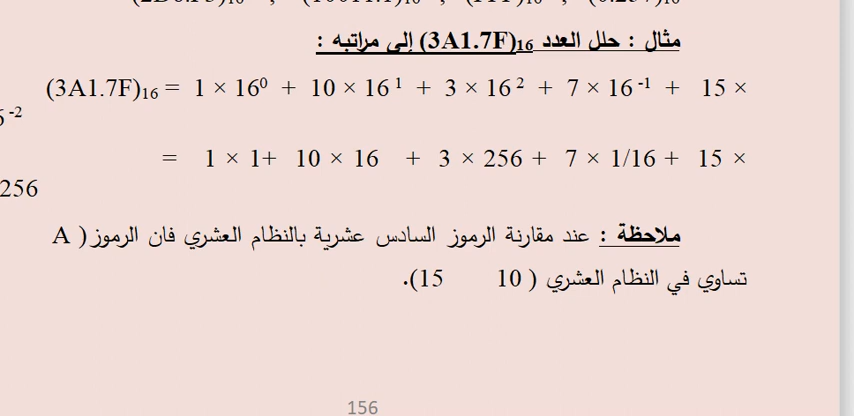 مثال : حلل العدد (3A1.7F)16 إلى مراتبه :
(3A1.7F)₁₆ = 1 × 16⁰ + 10 × 16¹ + 3 × 16² + 7 × 16⁻¹ + 15 ×
⁻²
= 1 × 1+ 10 × 16 + 3 × 256 + 7 × 1/16 + 15 ×
256
ملاحظة : عند مقارنة الرموز السادس عشرية بالنظام العشري فان الرموز( A
تساوي في النظام العشري ( 10 15).
156